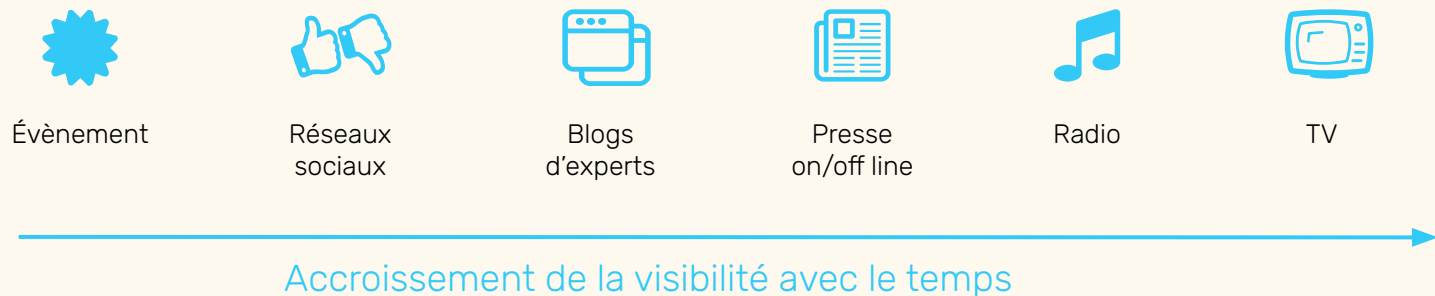 Évènement
Réseaux
sociaux
Blogs
d'experts
Presse
on/off line
Radio
TV
Accroissement de la visibilité avec le temps